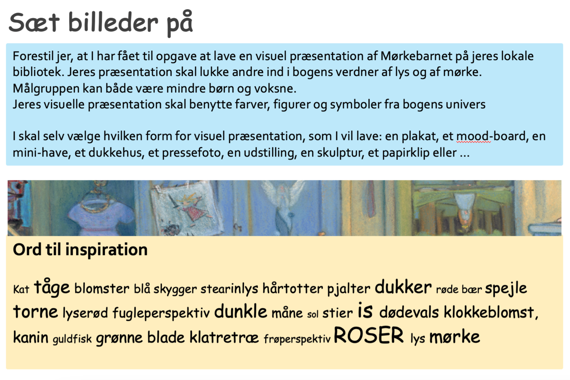 Sæt billeder på
Forestil jer, at I har fået til opgave at lave en visuel præsentation af Mørkebarnet på jeres lokale
bibliotek. Jeres præsentation skal lukke andre ind i bogens verdner af lys og af mørke.
Målgruppen kan både være mindre børn og voksne.
Jeres visuelle præsentation skal benytte farver, figurer og symboler fra bogens univers
I skal selv vælge hvilken form for visuel præsentation, som I vil lave: en plakat, et mood-board, en
mini-have, et dukkehus, et pressefoto, en udstilling, en skulptur, et papirklip eller ...
Ord til inspiration
Kat tåge blomster blå skygger stearinlys hårtotter pjalter dukker røde bær spejle
torne lyserød fugleperspektiv dunkle måne sol stier is dødevals klokkeblomst,
kanin guldfisk grønne blade klatretræ frøperspektiv ROSER lys mørke